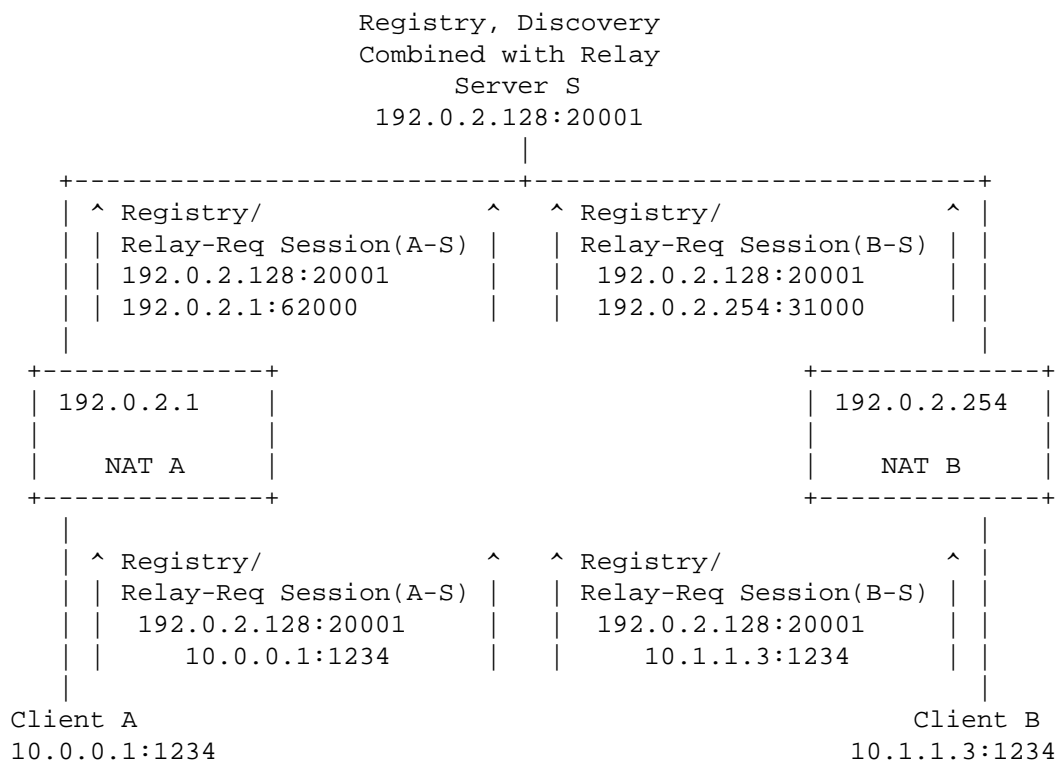 Registry, Discovery
Combined with Relay
Server S
192.0.2.128:20001
|
+----------------------------+----------------------------+
| ^ Registry/ ^ ^ Registry/ ^ |
| | Relay-Req Session(A-S) | | Relay-Req Session(B-S) | |
| | 192.0.2.128:20001 | | 192.0.2.128:20001 | |
| | 192.0.2.1:62000 | | 192.0.2.254:31000 | |
| |
+--------------+ +--------------+
| 192.0.2.1 | | 192.0.2.254 |
| | | |
| NAT A | | NAT B |
+--------------+ +--------------+
| |
| ^ Registry/ ^ ^ Registry/ ^ |
| | Relay-Req Session(A-S) | | Relay-Req Session(B-S) | |
| | 192.0.2.128:20001 | | 192.0.2.128:20001 | |
| | 10.0.0.1:1234 | | 10.1.1.3:1234 | |
| |
Client A Client B
10.0.0.1:1234 10.1.1.3:1234